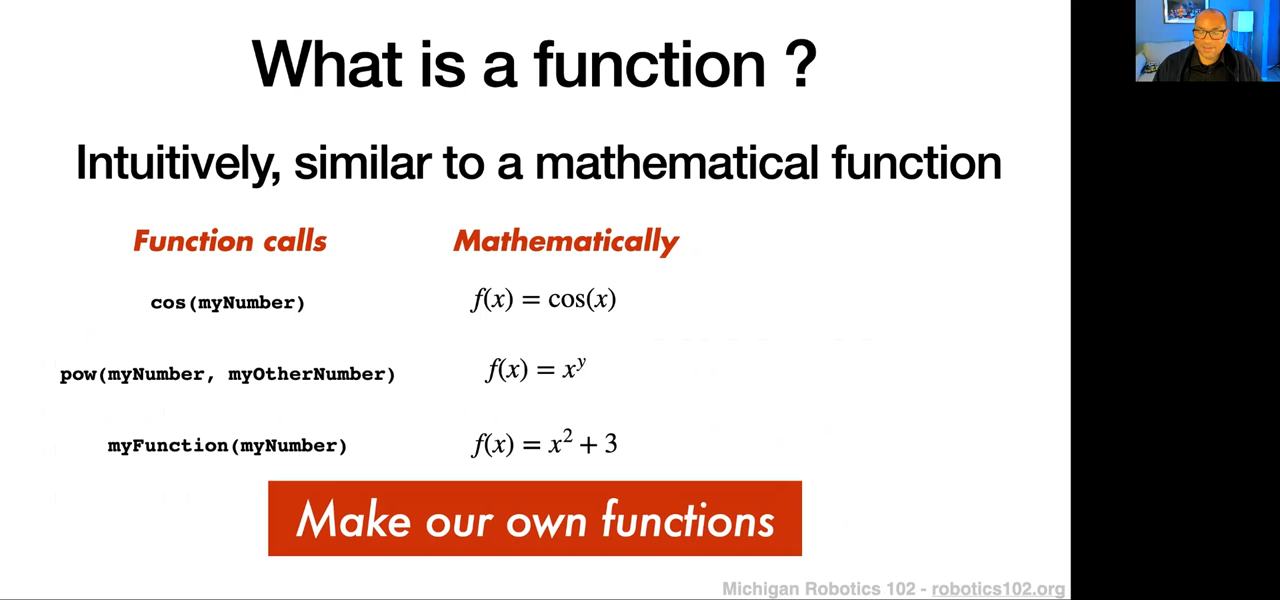 What is a function ?
Intuitively, similar to a mathematical function
Function calls Mathematically
cos(myNumber) f(x) = cos(x)
pow(myNumber, myOtherNumber) f(x) = x^y
myFunction(myNumber) f(x) = x² + 3
Make our own functions
Michigan Robotics 102 - robotics102.org